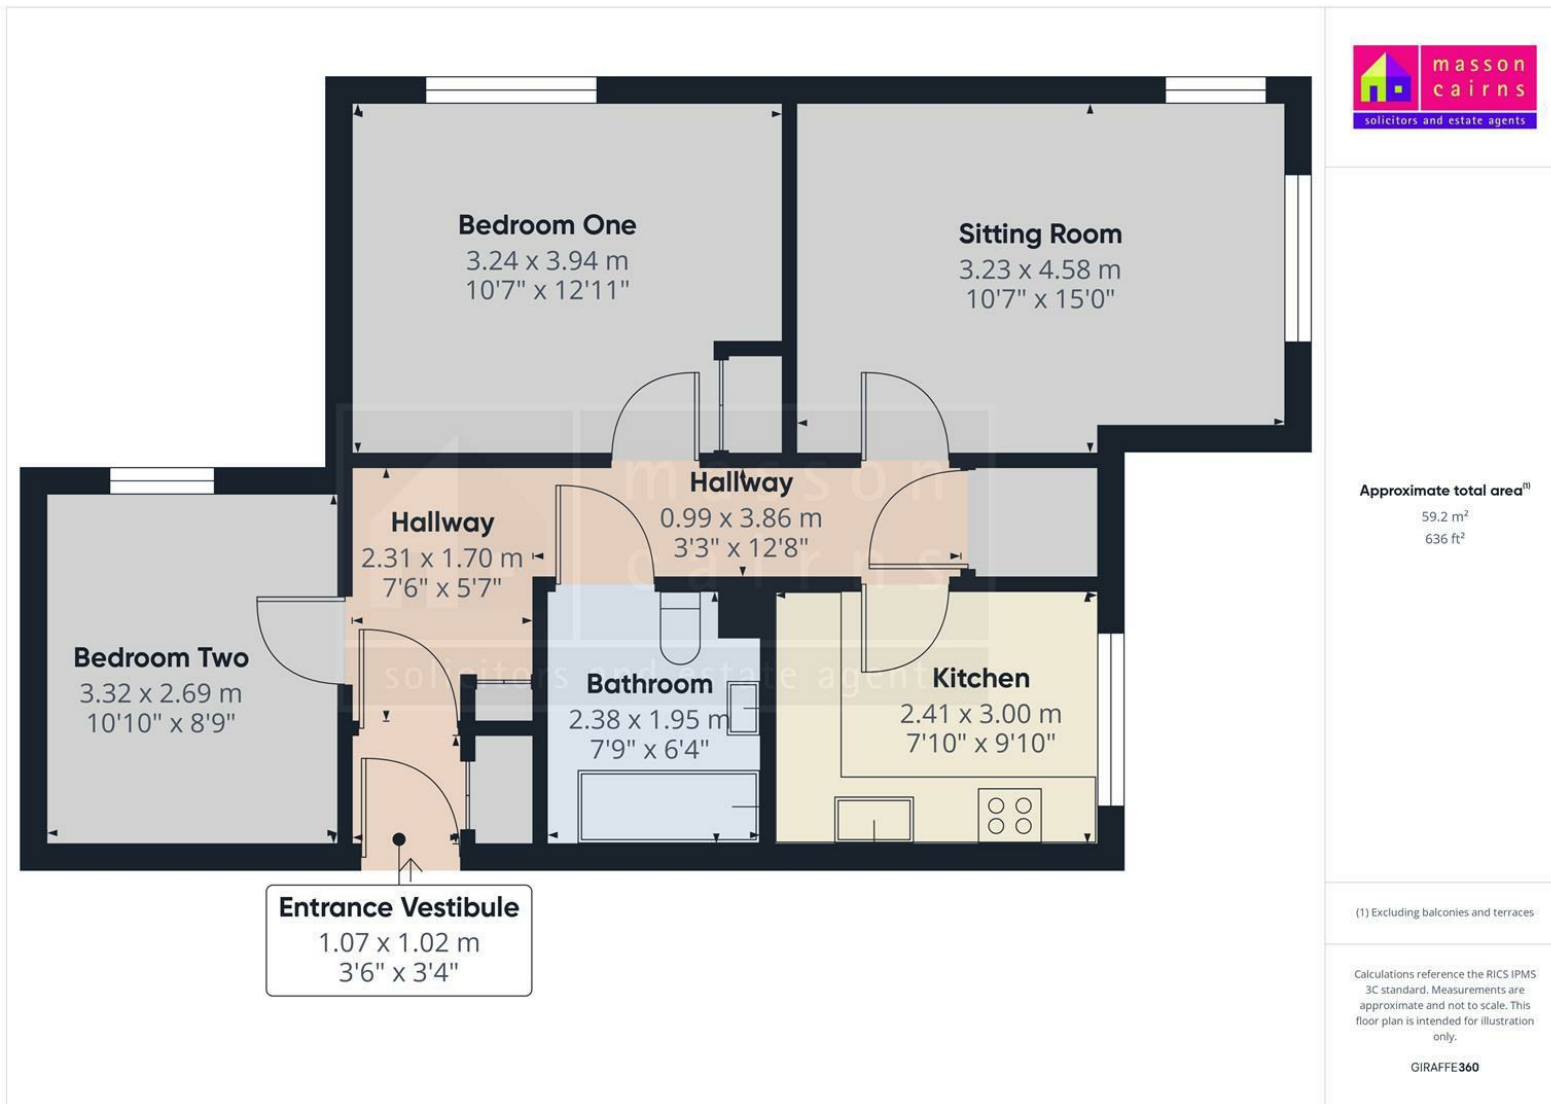 masson
cairns
solicitors and estate agents
Bedroom One
3.24 x 3.94 m
10'7" x 12'11"
Sitting Room
3.23 x 4.58 m
10'7" x 15'0"
Hallway
0.99 x 3.86 m
3'3" x 12'8"
Hallway
2.31 x 1.70 m
7'6" x 5'7"
Bedroom Two
3.32 x 2.69 m
10'10" x 8'9"
Bathroom
2.38 x 1.95 m
7'9" x 6'4"
Kitchen
2.41 x 3.00 m
7'10" x 9'10"
Entrance Vestibule
1.07 x 1.02 m
3'6" x 3'4"
masson
cairns
solicitors and estate agents
Approximate total area(1)
59.2 m²
636 ft²
(1) Excluding balconies and terraces
Calculations reference the RICS IPMS
3C standard. Measurements are
approximate and not to scale. This
floor plan is intended for illustration
only.
GIRAFFE360